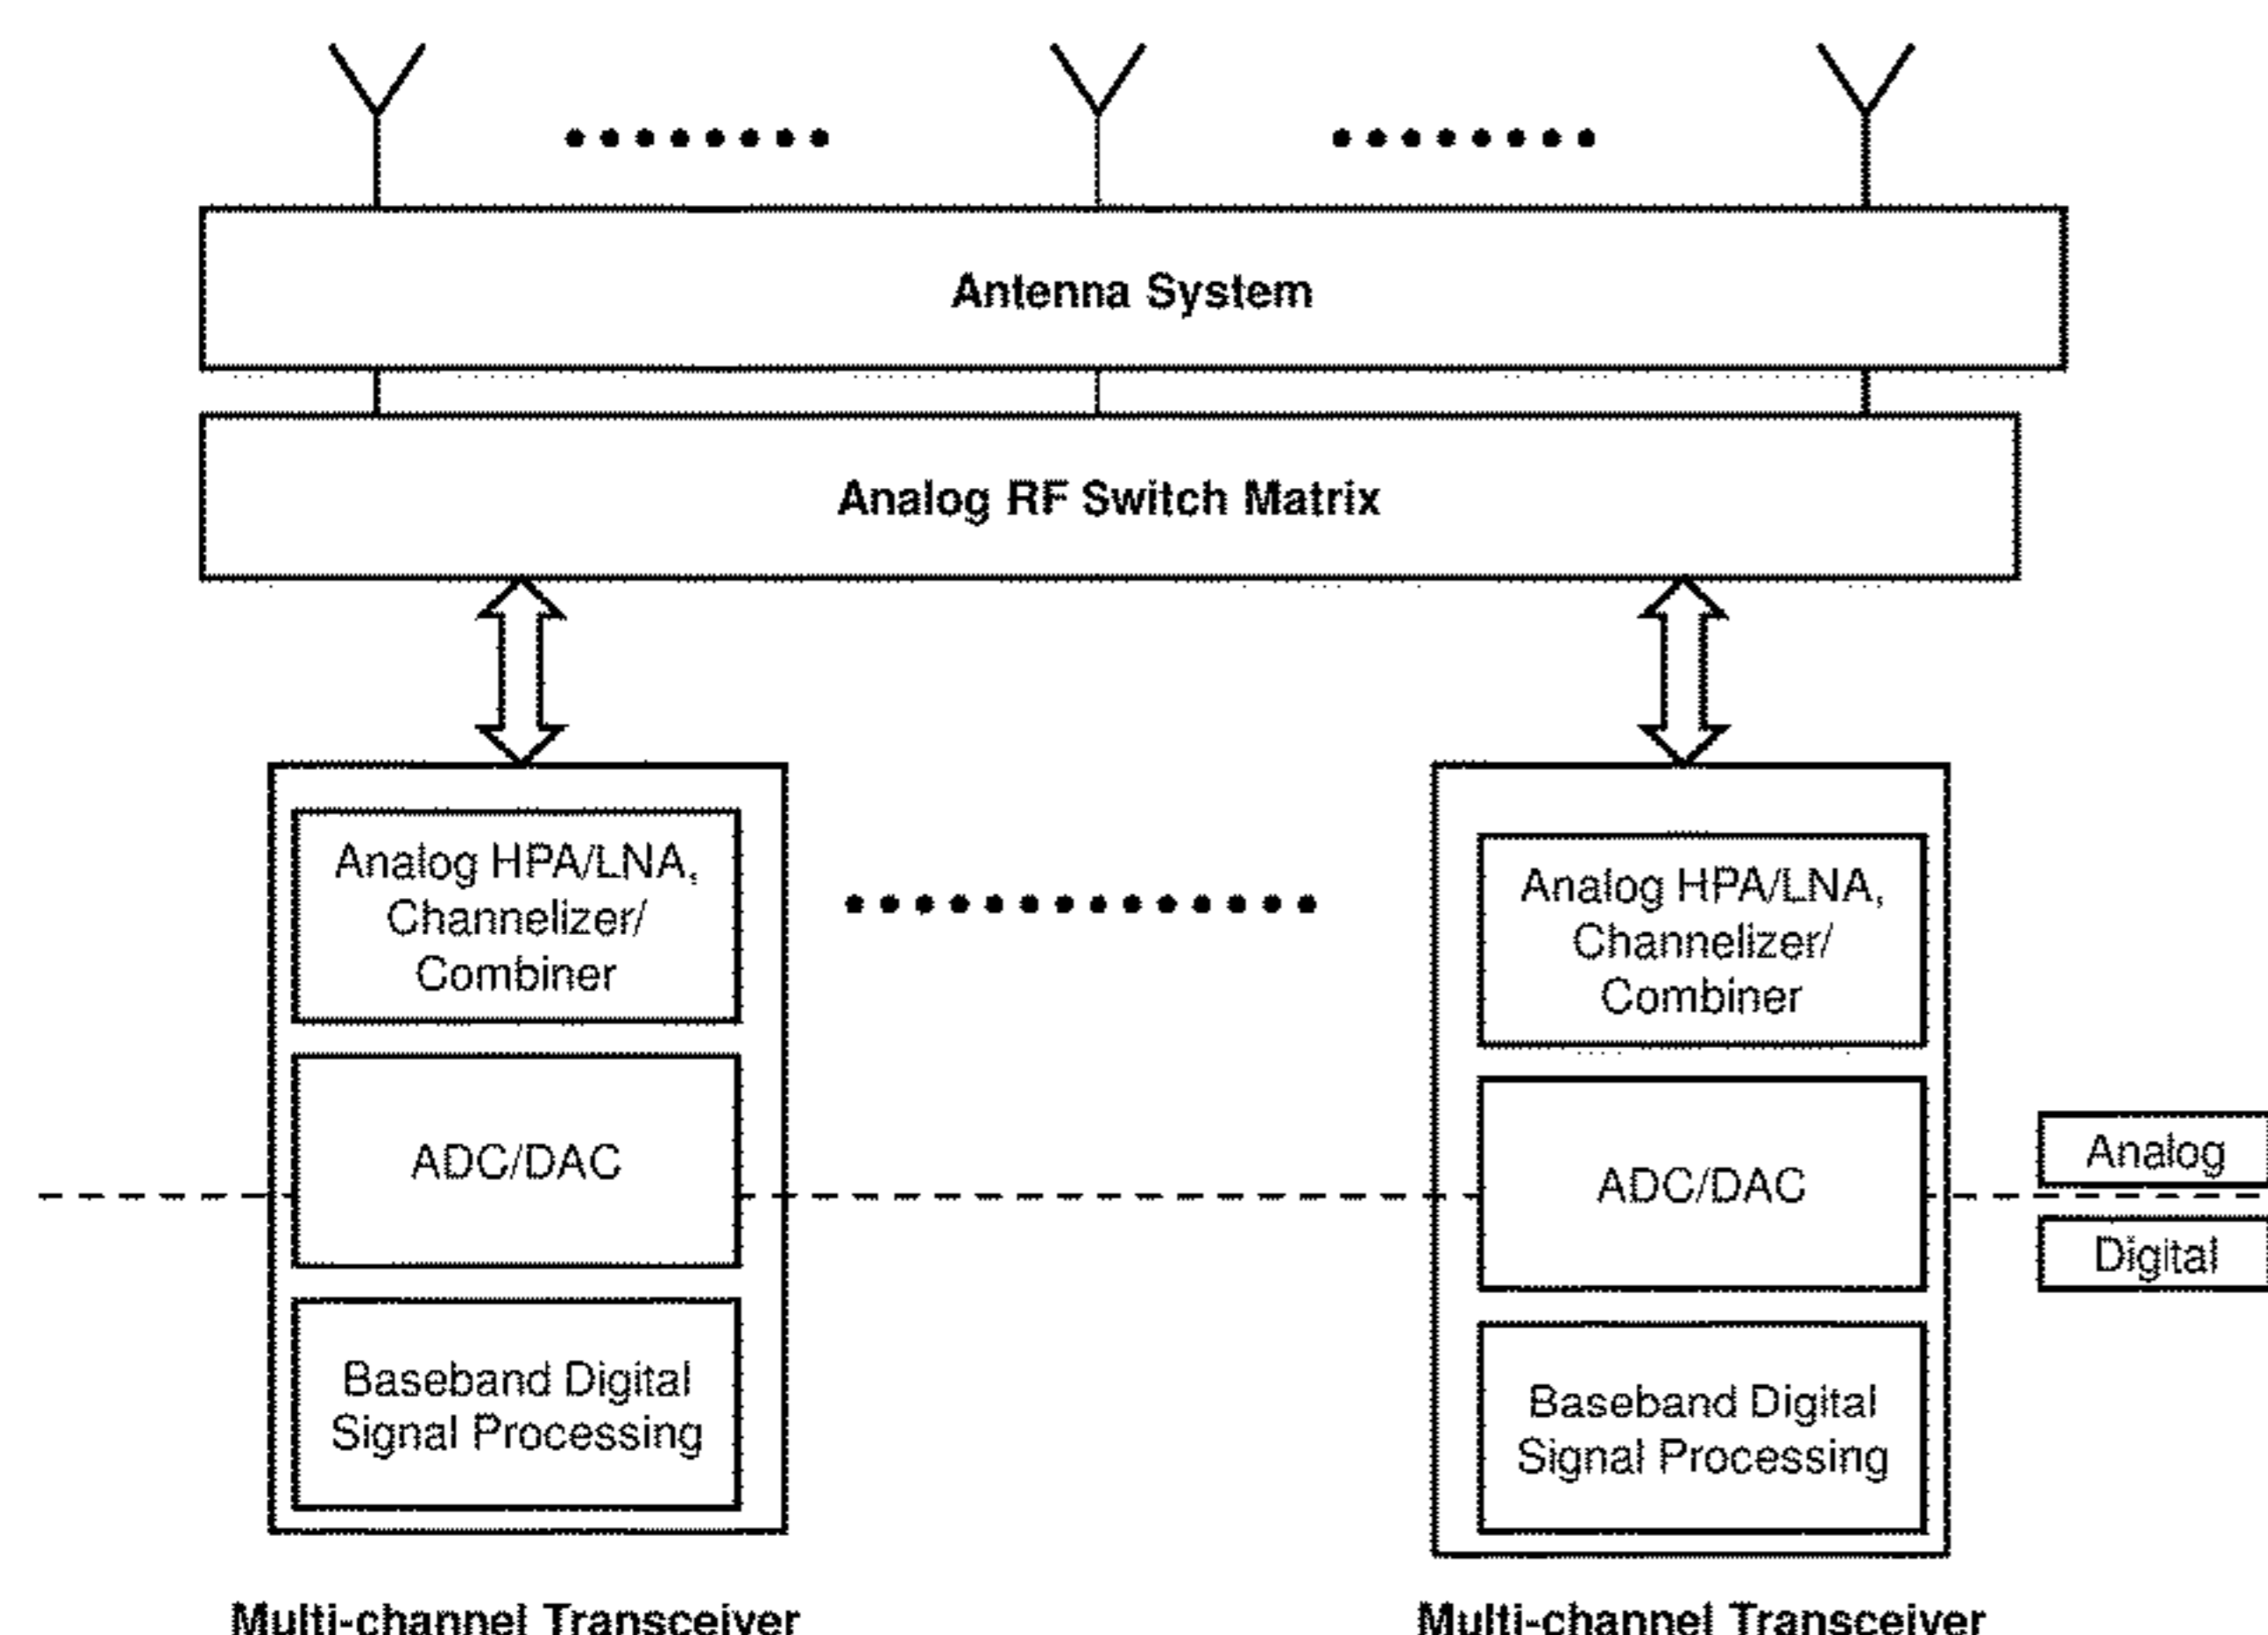 Antenna System
Analog RF Switch Matrix
Analog HPA/LNA,
Channelizer/
Combiner
ADC/DAC
Baseband Digital
Signal Processing
Multi-channel Transceiver
Analog HPA/LNA,
Channelizer/
Combiner
ADC/DAC
Baseband Digital
Signal Processing
Multi-channel Transceiver
Analog
Digital